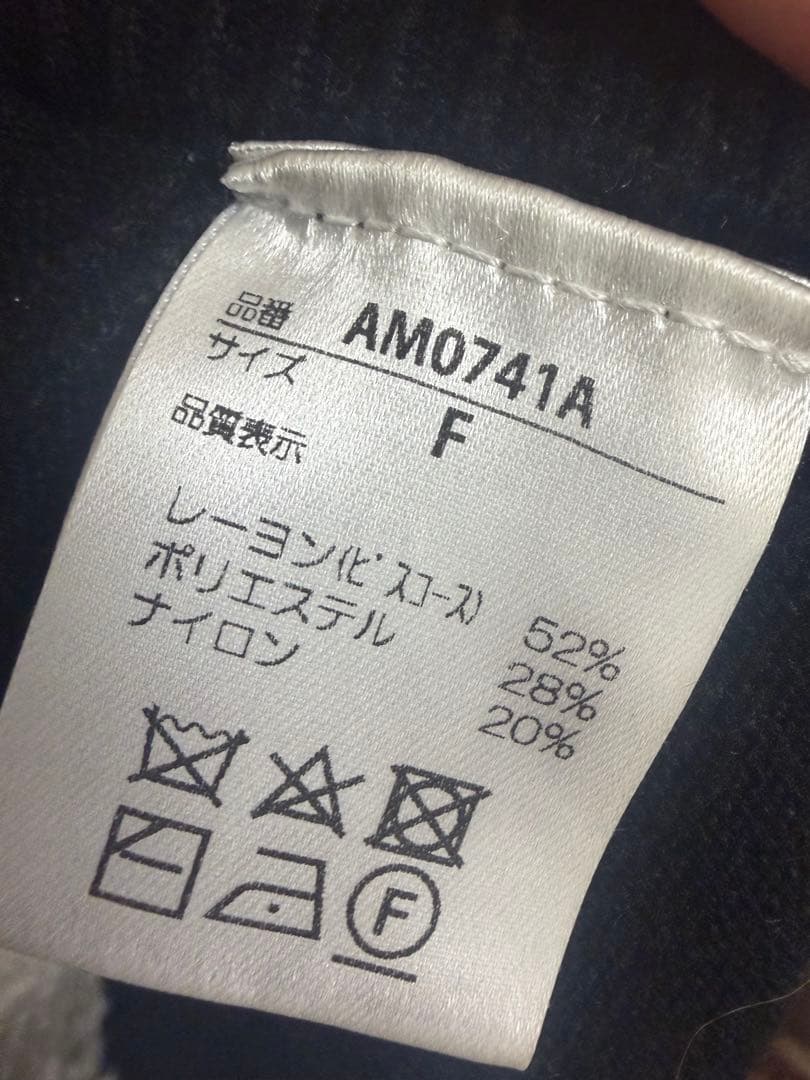 品番 AM0741A
サイズ F
品質表示
レーヨン(ﾋﾞｽｺｰｽ) 52%
ポリエステル 28%
ナイロン 20%
F